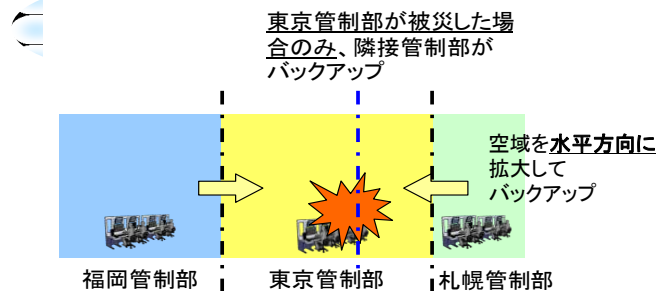 東京管制部が被災した場
合のみ、隣接管制部が
バックアップ
空域を水平方向に
拡大して
バックアップ
福岡管制部
東京管制部
札幌管制部